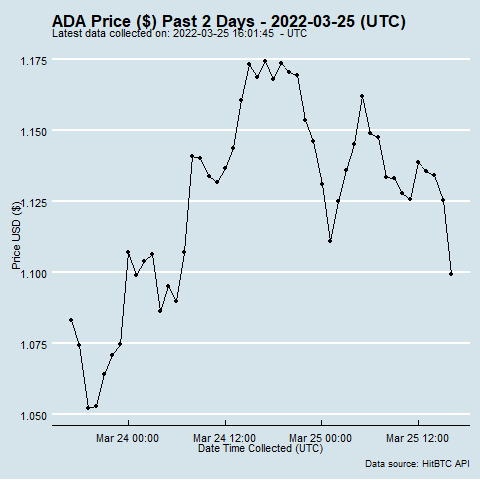 ADA Price ($) Past 2 Days - 2022-03-25 (UTC)
Latest data collected on: 2022-03-25 16:01:45 - UTC
1.175
1.150
1.125
1.100
1.075
1.050
Price USD ($)
Mar 24 00:00 Mar 24 12:00 Mar 25 00:00 Mar 25 12:00
Date Time Collected (UTC)
Data source: HitBTC API